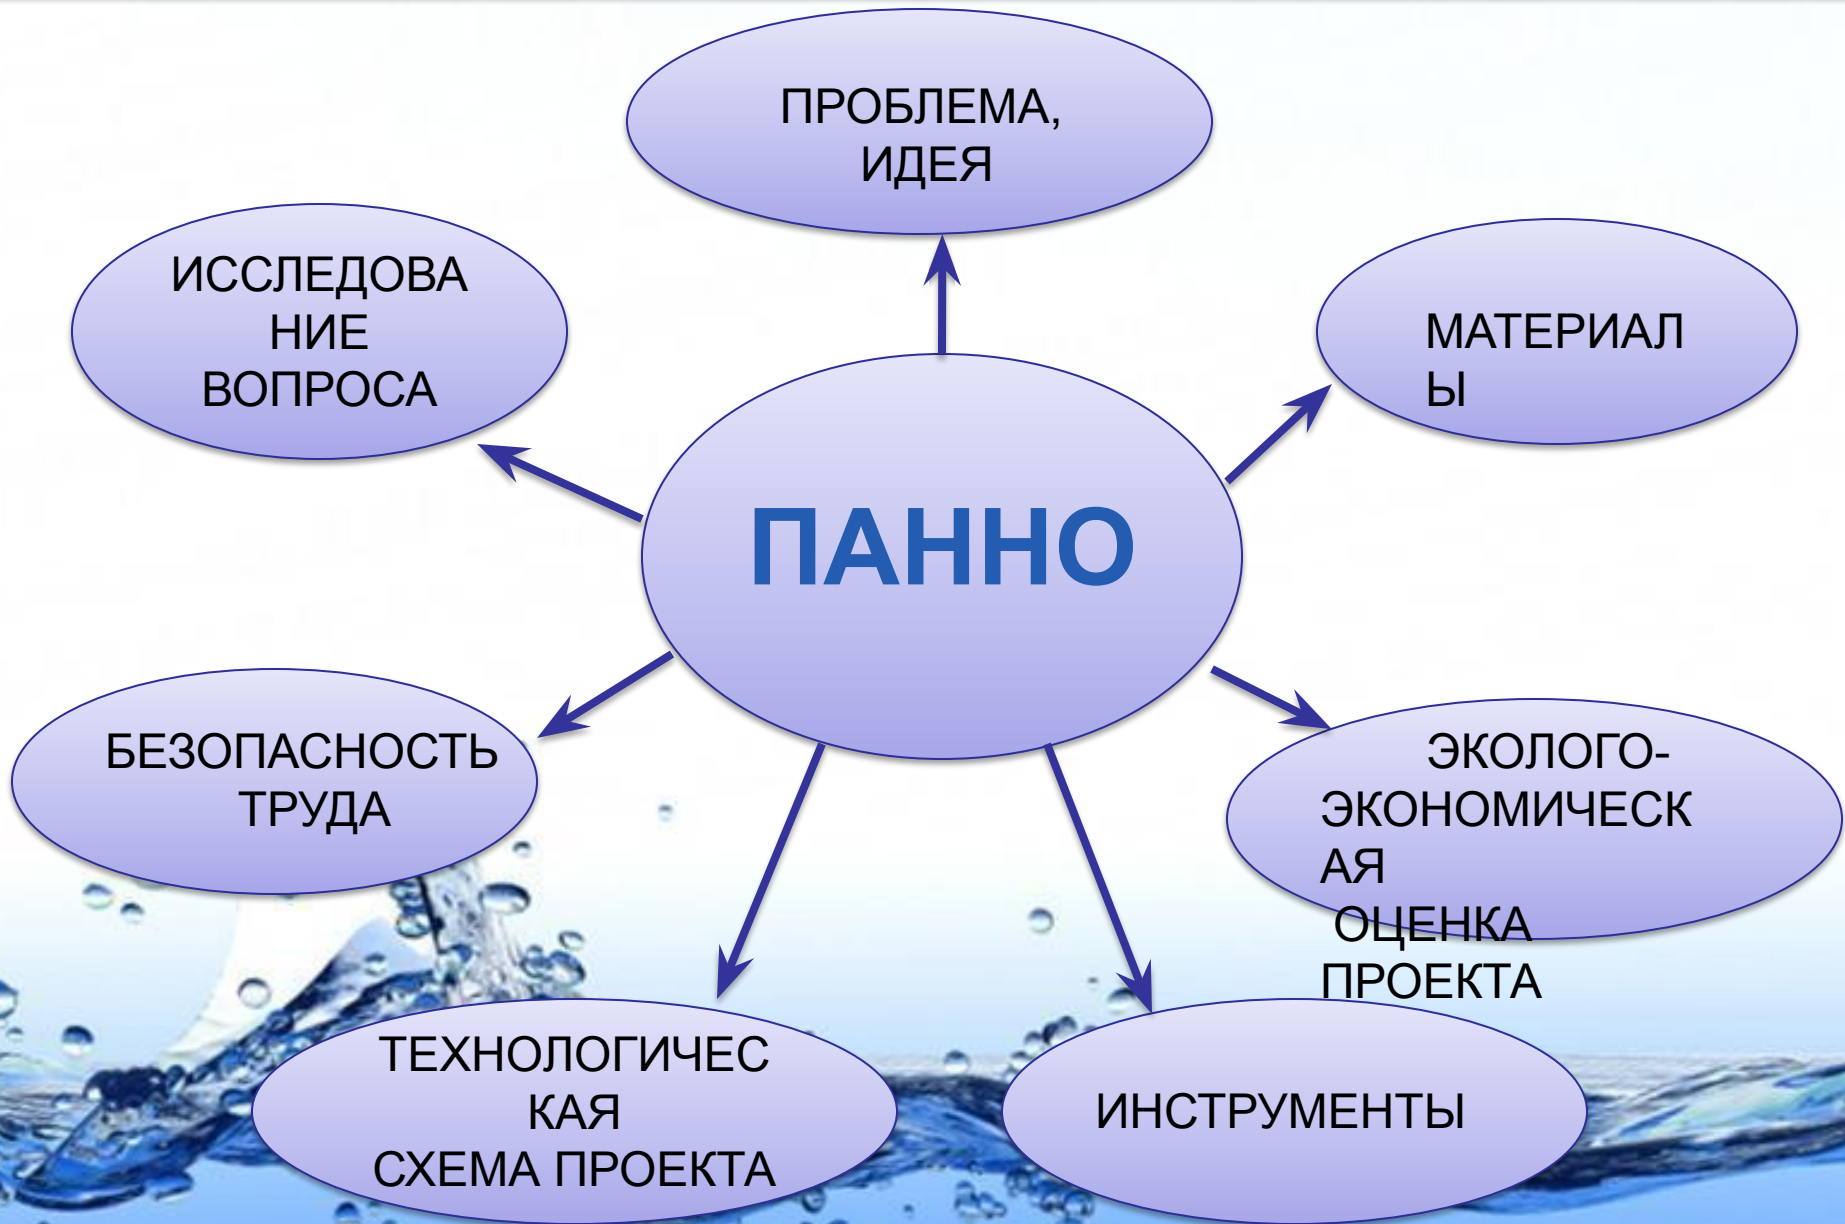 ПРОБЛЕМА,
ИДЕЯ
ИССЛЕДОВА
НИЕ
ВОПРОСА
МАТЕРИАЛ
Ы
ПАННО
БЕЗОПАСНОСТЬ
ТРУДА
ЭКОЛОГО-
ЭКОНОМИЧЕСК
АЯ
ОЦЕНКА
ПРОЕКТА
ТЕХНОЛОГИЧЕС
КАЯ
СХЕМА ПРОЕКТА
ИНСТРУМЕНТЫ